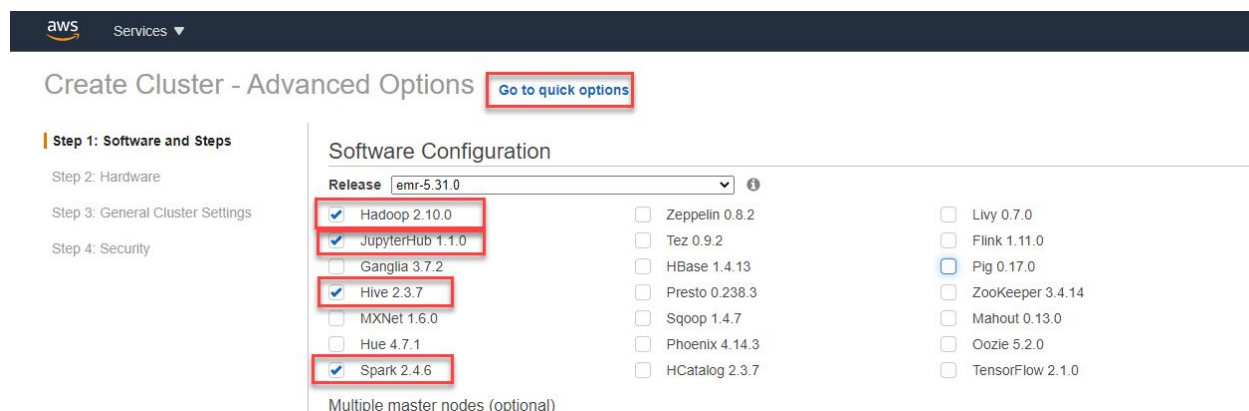 aws Services ▼
Create Cluster - Advanced Options Go to quick options
Step 1: Software and Steps
Step 2: Hardware
Step 3: General Cluster Settings
Step 4: Security
Software Configuration
Release emr-5.31.0
Hadoop 2.10.0 Zeppelin 0.8.2 Livy 0.7.0
JupyterHub 1.1.0 Tez 0.9.2 Flink 1.11.0
Ganglia 3.7.2 HBase 1.4.13 Pig 0.17.0
Hive 2.3.7 Presto 0.238.3 ZooKeeper 3.4.14
MXNet 1.6.0 Sqoop 1.4.7 Mahout 0.13.0
Hue 4.7.1 Phoenix 4.14.3 Oozie 5.2.0
Spark 2.4.6 HCatalog 2.3.7 TensorFlow 2.1.0
Multiple master nodes (optional)